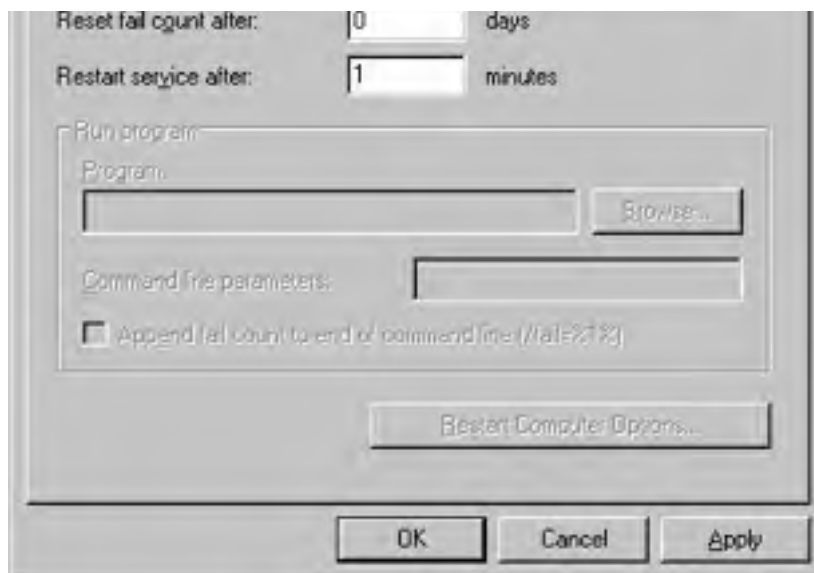 Reset fail count after: 0 days
Restart service after: 1 minutes
Run program
Program:
Browse...
Command line parameters:
Append fail count to end of command line (/fail=%1%)
Restart Computer Options...
OK Cancel Apply